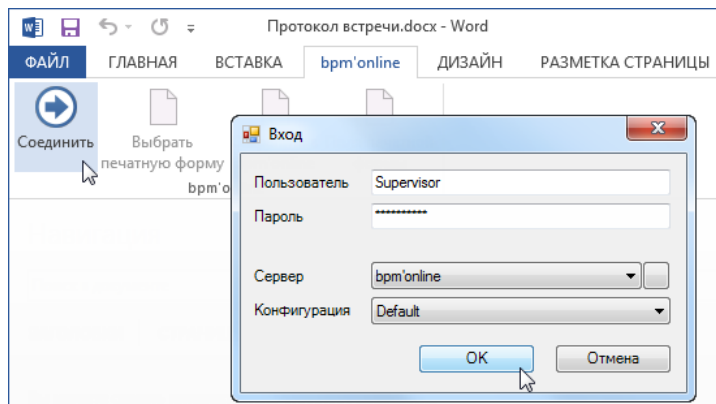 Протокол встречи.docx - Word
ФАЙЛ ГЛАВНАЯ ВСТАВКА bpm'online ДИЗАЙН РАЗМЕТКА СТРАНИЦЫ
Соединить
Выбрать
печатную форму
bpm'o
Вход
Пользователь Supervisor
Пароль **********
Сервер bpm'online
Конфигурация Default
OK Отмена